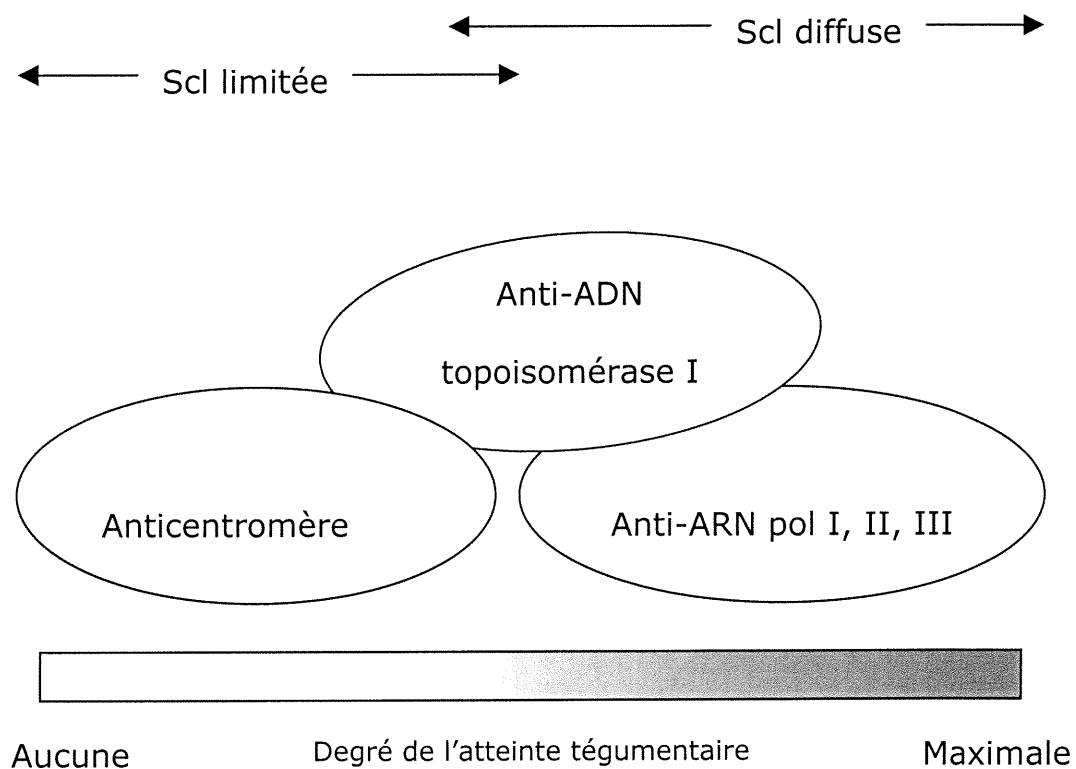 Scl diffuse
Scl limitée
Anti-ADN
topoisomérase I
Anticentromère
Anti-ARN pol I, II, III
Aucune
Degré de l'atteinte tégumentaire
Maximale